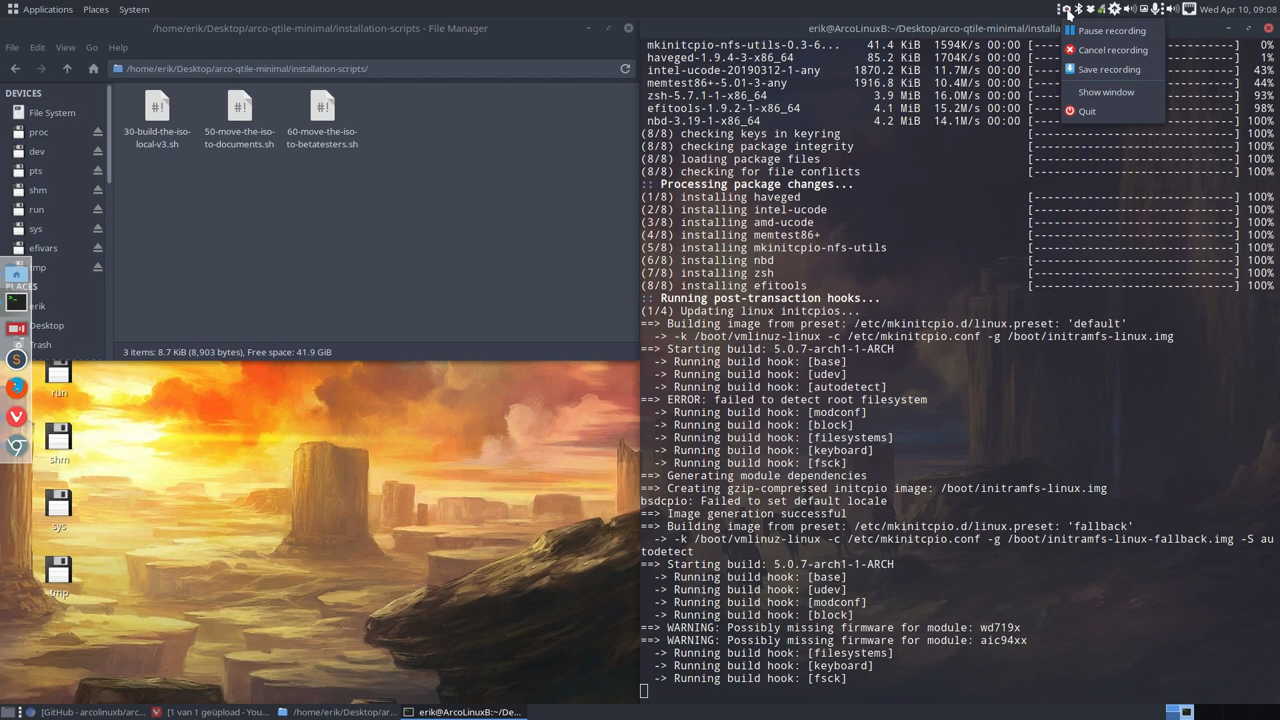 Applications Places System
Wed Apr 10, 09:08
/home/erik/Desktop/arco-qtile-minimal/installation-scripts - File Manager
File Edit View Go Help
/home/erik/Desktop/arco-qtile-minimal/installation-scripts/
DEVICES
File System
proc
dev
pts
shm
run
sys
efivars
tmp
PLACES
erik
Desktop
Trash
30-build-the-iso-
local-v3.sh
50-move-the-iso-
to-documents.sh
60-move-the-iso-
to-betatesters.sh
3 items: 8.7 KiB (8,903 bytes), Free space: 41.9 GiB
run
shm
sys
tmp
erik@ArcoLinuxB:~/Desktop/arco-qtile-minimal/installa
Pause recording
Cancel recording
Save recording
Show window
Quit
mkinitcpio-nfs-utils-0.3-6... 41.4 KiB 1594K/s 00:00 [---- 0%
haveged-1.9.4-3-x86_64 85.2 KiB 1704K/s 00:00 [---- 0%
intel-ucode-20190312-1-any 1870.2 KiB 11.7M/s 00:00 [---- 43%
memtest86+-5.01-3-any 1916.8 KiB 10.4M/s 00:00 [---- 44%
zsh-5.7.1-1-x86_64 3.9 MiB 16.0M/s 00:00 [---- 93%
efitools-1.9.2-1-x86_64 4.1 MiB 15.2M/s 00:00 [---- 98%
nbd-3.19-1-x86_64 4.2 MiB 14.1M/s 00:00 [------------------------------] 100%
(8/8) checking keys in keyring [------------------------------] 100%
(8/8) checking package integrity [------------------------------] 100%
(8/8) loading package files [------------------------------] 100%
(8/8) checking for file conflicts [------------------------------] 100%
:: Processing package changes...
(1/8) installing haveged [------------------------------] 100%
(2/8) installing intel-ucode [------------------------------] 100%
(3/8) installing amd-ucode [------------------------------] 100%
(4/8) installing memtest86+ [------------------------------] 100%
(5/8) installing mkinitcpio-nfs-utils [------------------------------] 100%
(6/8) installing nbd [------------------------------] 100%
(7/8) installing zsh [------------------------------] 100%
(8/8) installing efitools [------------------------------] 100%
:: Running post-transaction hooks...
(1/4) Updating linux initcpios...
==> Building image from preset: /etc/mkinitcpio.d/linux.preset: 'default'
-> -k /boot/vmlinuz-linux -c /etc/mkinitcpio.conf -g /boot/initramfs-linux.img
==> Starting build: 5.0.7-arch1-1-ARCH
-> Running build hook: [base]
-> Running build hook: [udev]
-> Running build hook: [autodetect]
==> ERROR: failed to detect root filesystem
-> Running build hook: [modconf]
-> Running build hook: [block]
-> Running build hook: [filesystems]
-> Running build hook: [keyboard]
-> Running build hook: [fsck]
==> Generating module dependencies
==> Creating gzip-compressed initcpio image: /boot/initramfs-linux.img
bsdcpio: Failed to set default locale
==> Image generation successful
==> Building image from preset: /etc/mkinitcpio.d/linux.preset: 'fallback'
-> -k /boot/vmlinuz-linux -c /etc/mkinitcpio.conf -g /boot/initramfs-linux-fallback.img -S au
todetect
==> Starting build: 5.0.7-arch1-1-ARCH
-> Running build hook: [base]
-> Running build hook: [udev]
-> Running build hook: [modconf]
-> Running build hook: [block]
==> WARNING: Possibly missing firmware for module: wd719x
==> WARNING: Possibly missing firmware for module: aic94xx
-> Running build hook: [filesystems]
-> Running build hook: [keyboard]
-> Running build hook: [fsck]
[GitHub - arcolinuxb/arc...
[1 van 1 geüpload - You...
/home/erik/Desktop/ar...
erik@ArcoLinuxB:~/De...